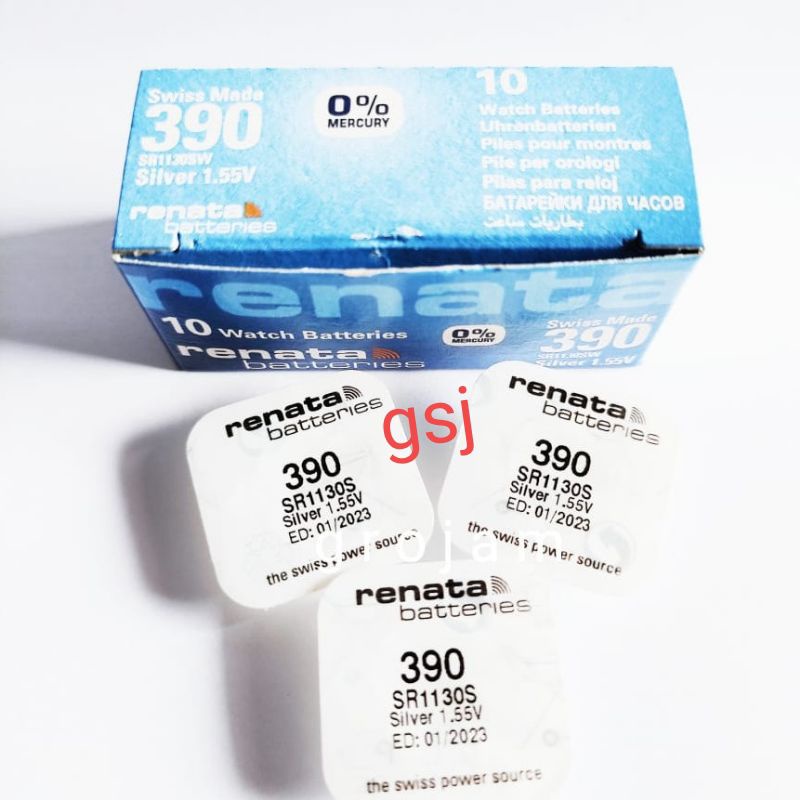 Swiss Made
390
SR1130SW
Silver 1.55V
renata
batteries
0%
MERCURY
10
Watch Batteries
Uhrenbatterien
Piles pour montres
Pile per orologi
Pilas para reloj
БАТАРЕЙКИ ДЛЯ ЧАСОВ
بطاريات ساعت
renata
10 Watch Batteries
renata
batteries
0%
MERCURY
Swiss Made
390
SR1130SW
Silver 1.55V
gsj
renata
batteries
390
SR1130S
Silver 1.55V
ED: 01/2023
the swiss power source
renata
batteries
390
SR1130S
Silver 1.55V
ED: 01/2023
the swiss power source
grojam
renata
batteries
390
SR1130S
Silver 1.55V
ED: 01/2023
the swiss power source